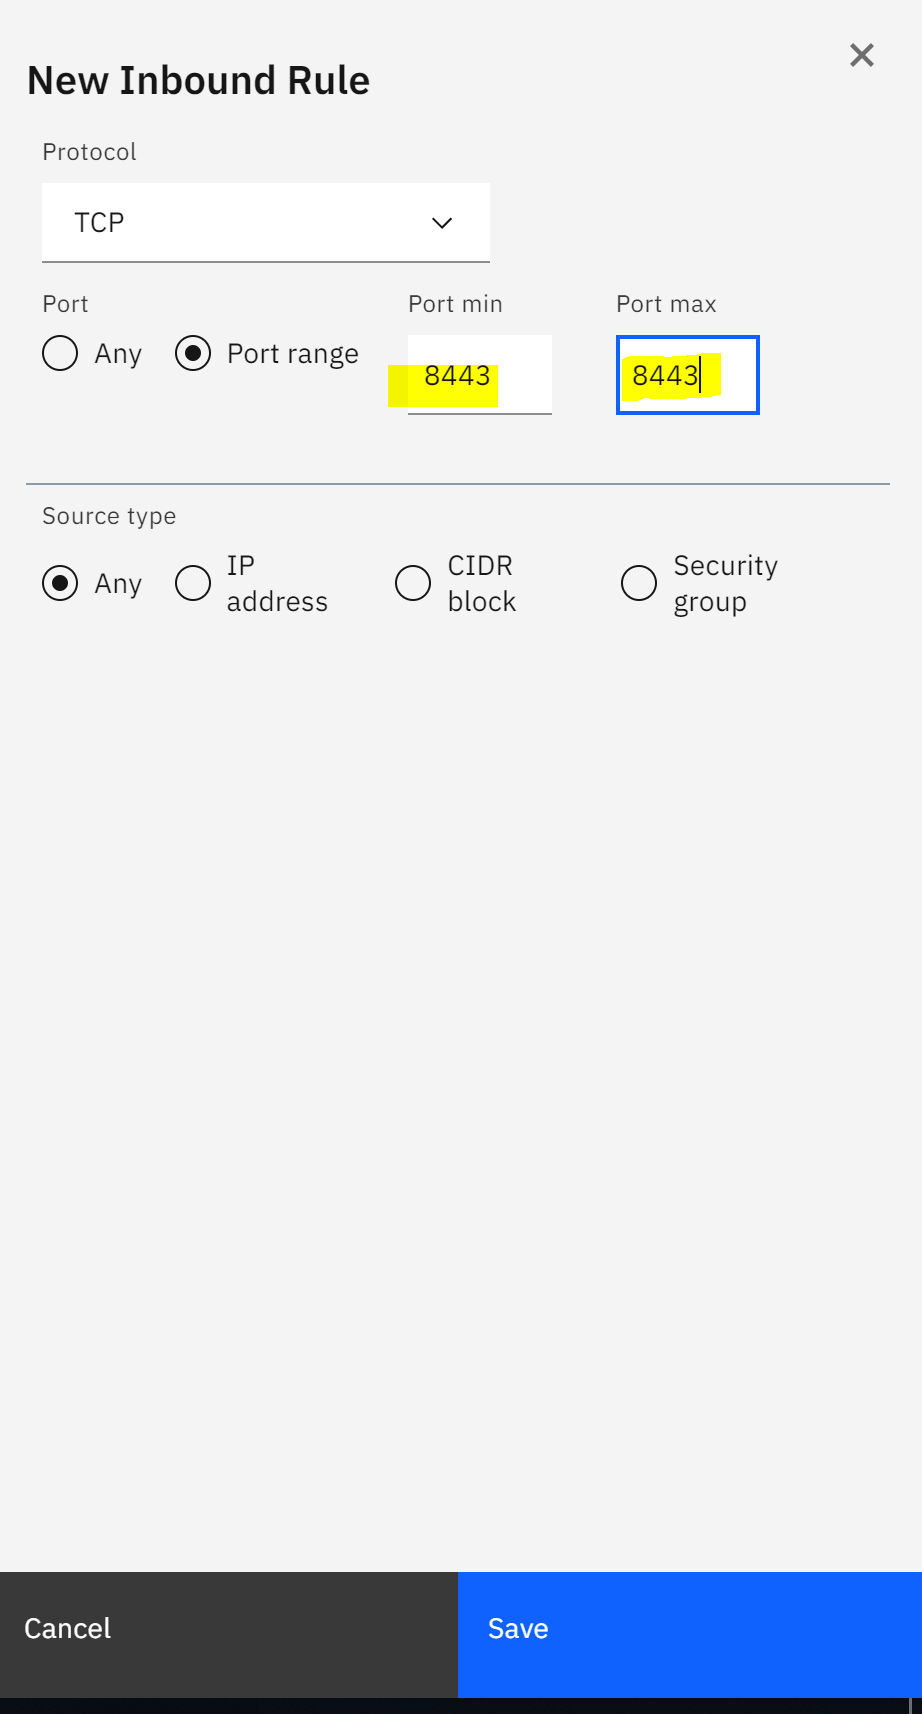 New Inbound Rule
Protocol
TCP
Port
Port min
Port max
Any
Port range
8443
8443
Source type
Any
IP
address
CIDR
block
Security
group
Cancel
Save